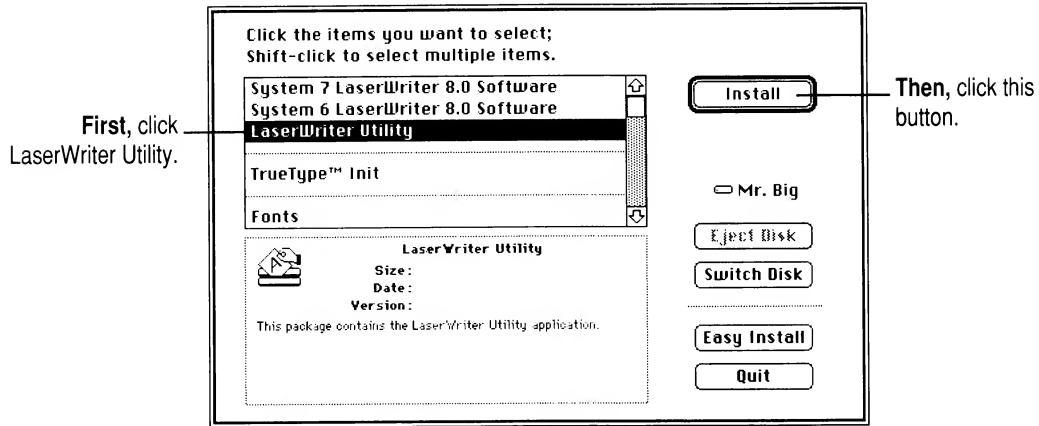 Click the items you want to select;
Shift-click to select multiple items.
System 7 LaserWriter 8.0 Software
System 6 LaserWriter 8.0 Software
LaserWriter Utility
TrueType™ Init
Fonts
LaserWriter Utility
Size:
Date:
Version:
This package contains the LaserWriter Utility application.
Install
Mr. Big
Eject Disk
Switch Disk
Easy Install
Quit
First, click
LaserWriter Utility.
Then, click this
button.